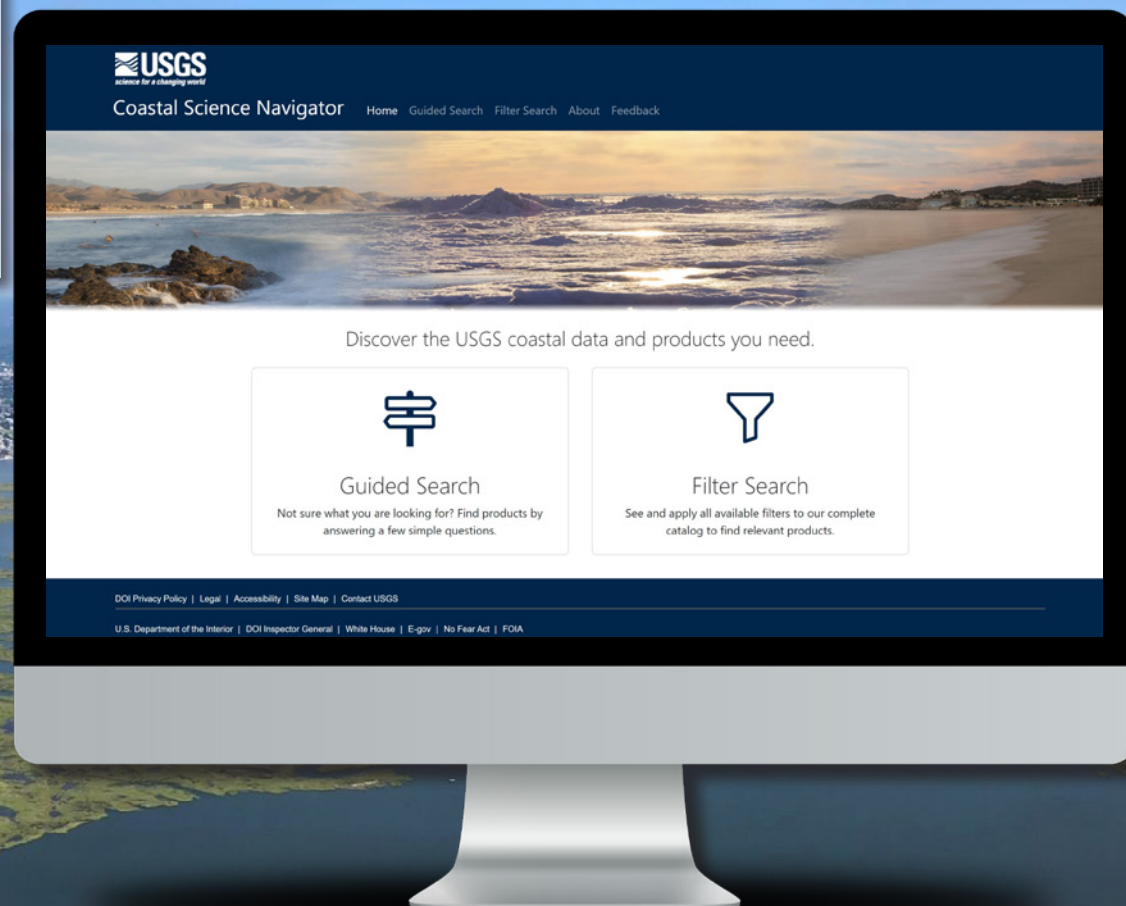 USGS
science for a changing world
Coastal Science Navigator Home Guided Search Filter Search About Feedback
Discover the USGS coastal data and products you need.
Guided Search
Not sure what you are looking for? Find products by
answering a few simple questions.
Filter Search
See and apply all available filters to our complete
catalog to find relevant products.
DOI Privacy Policy | Legal | Accessibility | Site Map | Contact USGS
U.S. Department of the Interior | DOI Inspector General | White House | E-gov | No Fear Act | FOIA